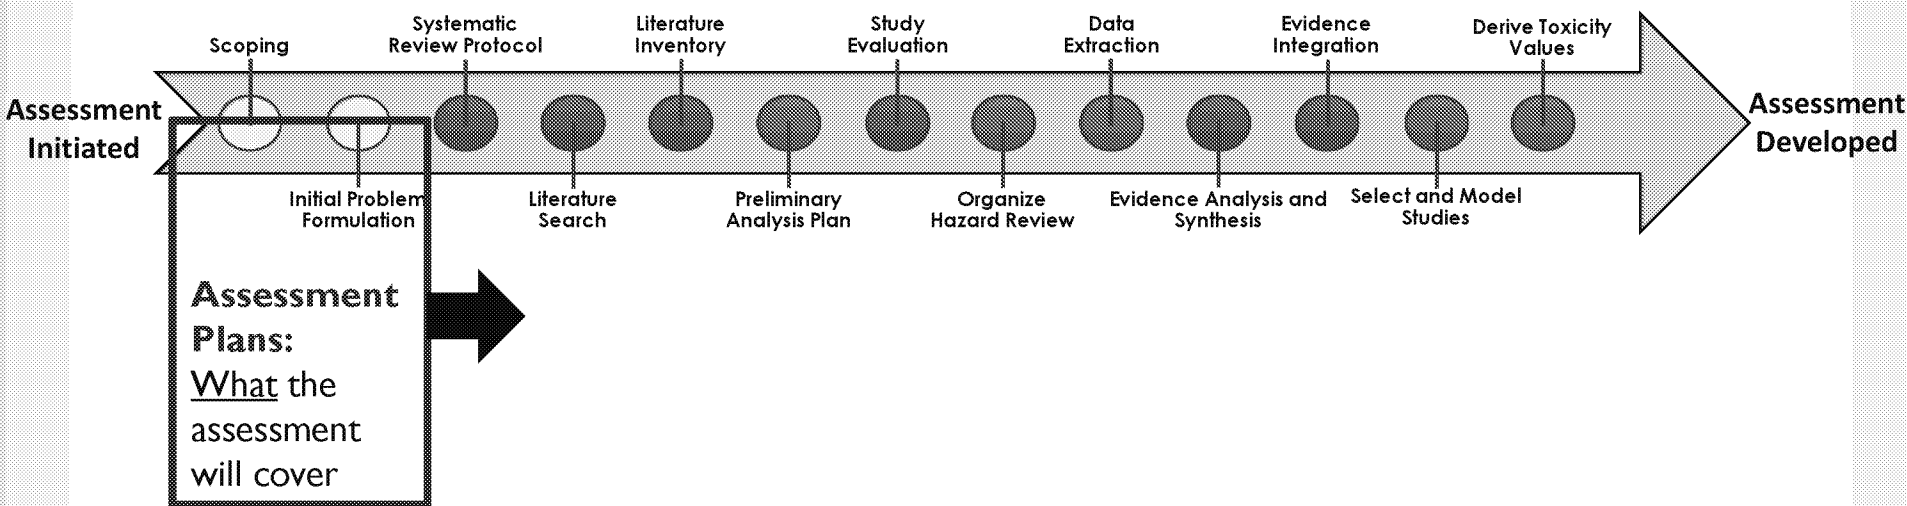 Scoping
Systematic
Review Protocol
Literature
Inventory
Study
Evaluation
Data
Extraction
Evidence
Integration
Derive Toxicity
Values
Assessment
Initiated
Assessment
Developed
Initial Problem
Formulation
Literature
Search
Preliminary
Analysis Plan
Organize
Hazard Review
Evidence Analysis and
Synthesis
Select and Model
Studies
Assessment
Plans:
What the
assessment
will cover